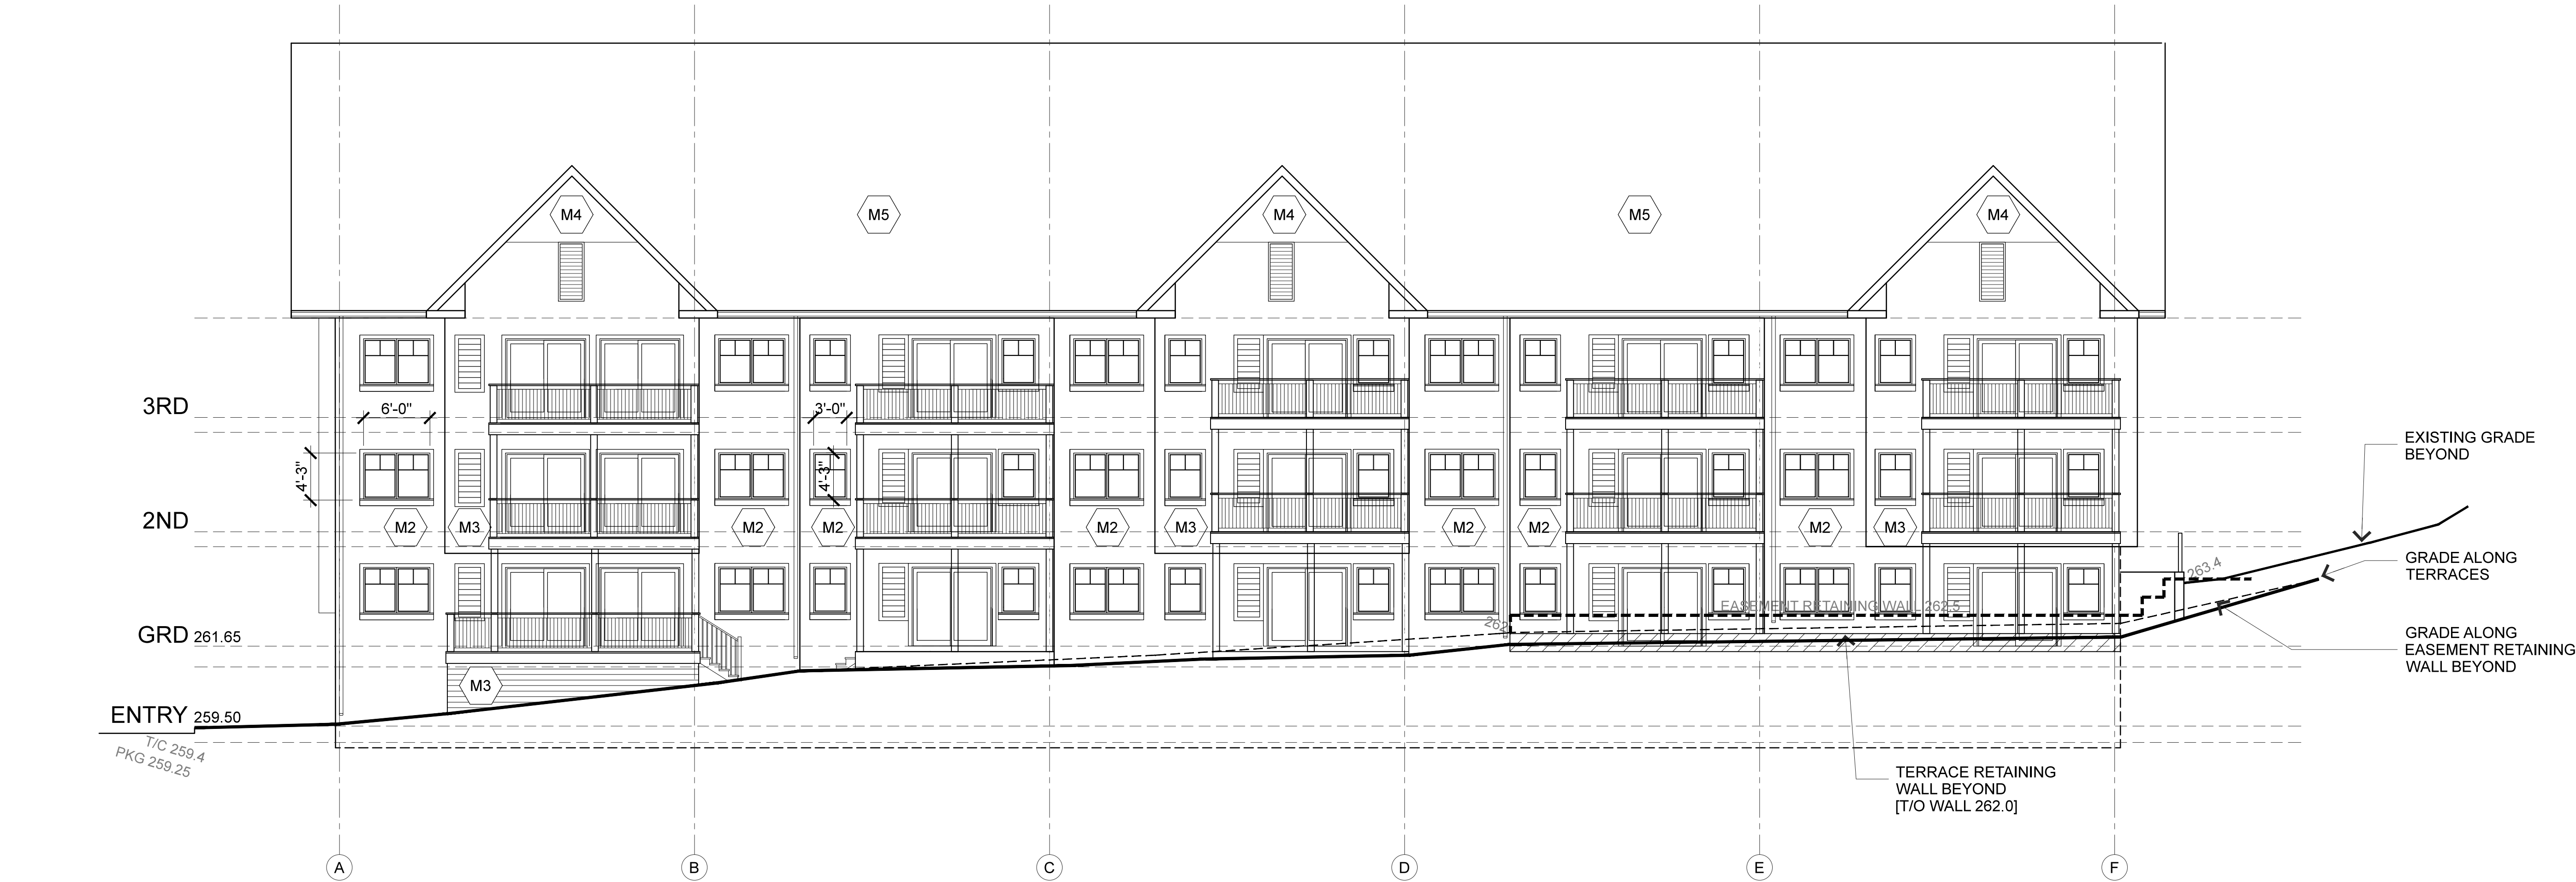 M4
M5
M4
M5
M4
3RD
6'-0"
3'-0"
4'-3"
4'-3"
EXISTING GRADE
BEYOND
2ND
M2
M3
M2
M2
M2
M3
M2
M2
M2
M3
263.4
GRADE ALONG
TERRACES
EASEMENT RETAINING WALL 262.5
262
GRD 261.65
GRADE ALONG
EASEMENT RETAINING
WALL BEYOND
M3
ENTRY 259.50
T/C 259.4
PKG 259.25
TERRACE RETAINING
WALL BEYOND
[T/O WALL 262.0]
A
B
C
D
E
F